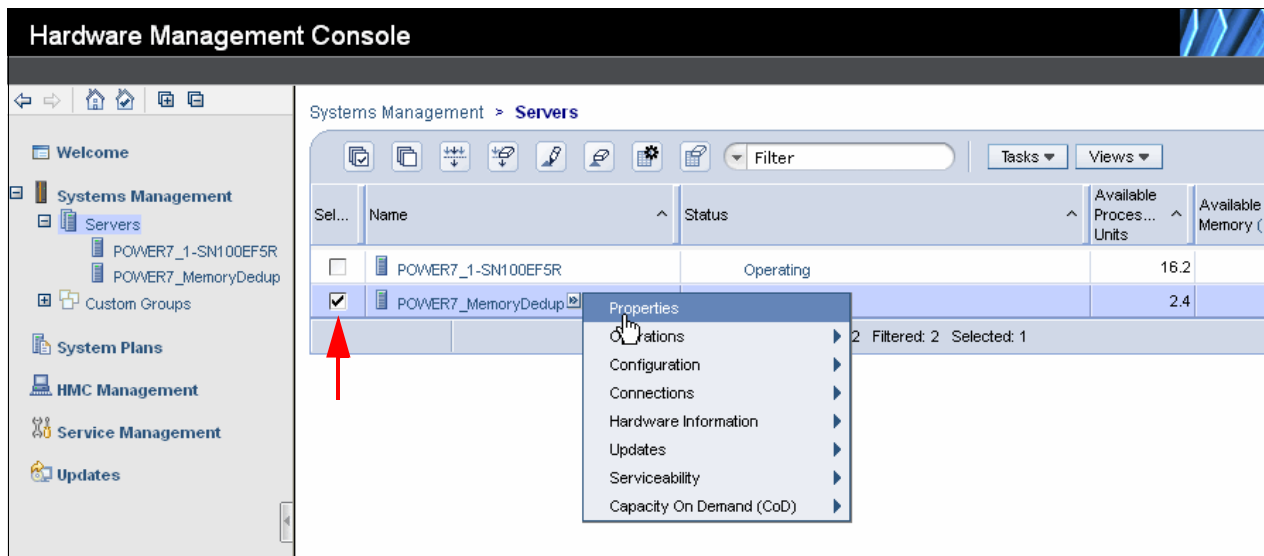 Hardware Management Console
Systems Management > Servers
Welcome
Systems Management
Servers
POWER7_1-SN100EF5R
POWER7_MemoryDedup
Custom Groups
System Plans
HMC Management
Service Management
Updates
Filter
Tasks
Views
Sel... Name Status Available Proces... Units Available Memory (
POWER7_1-SN100EF5R Operating 16.2
POWER7_MemoryDedup 2.4
2 Filtered: 2 Selected: 1
Properties
Operations
Configuration
Connections
Hardware Information
Updates
Serviceability
Capacity On Demand (CoD)